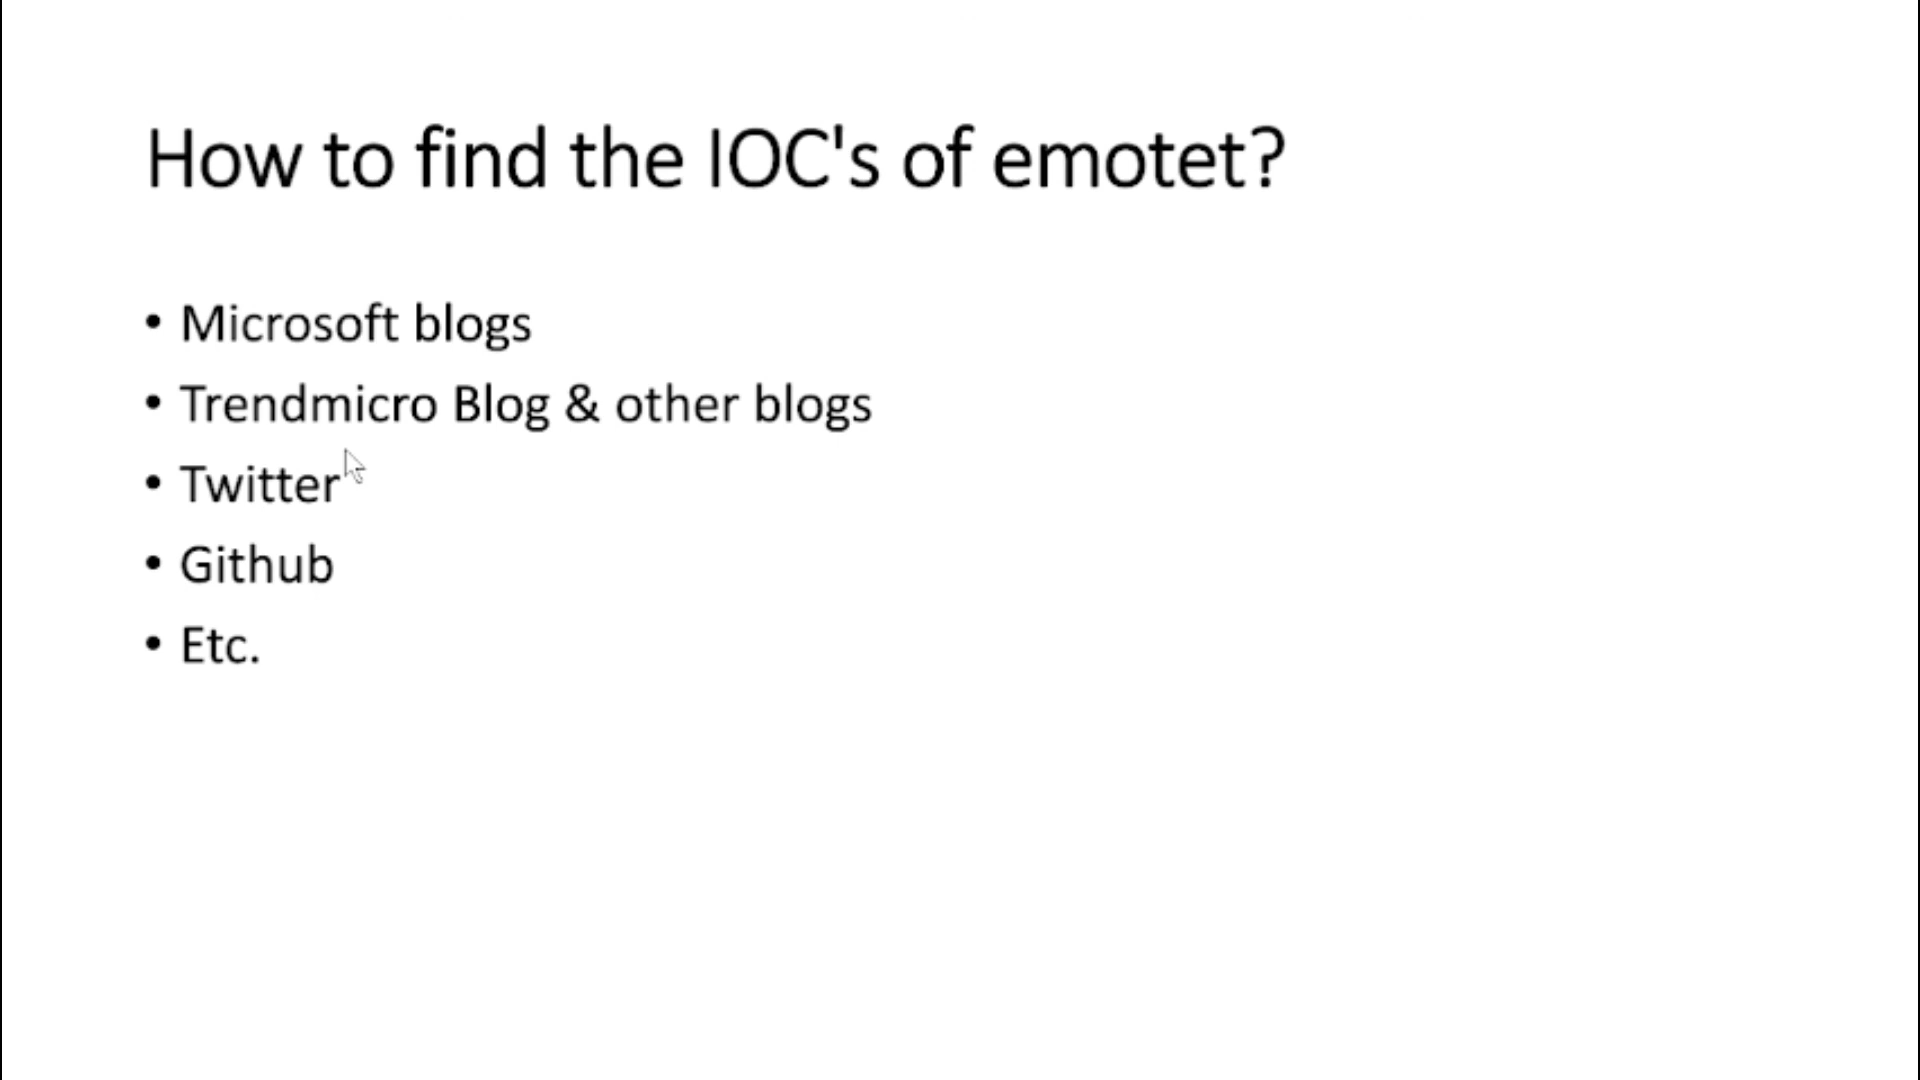 How to find the IOC's of emotet?
• Microsoft blogs
• Trendmicro Blog & other blogs
• Twitter
• Github
• Etc.